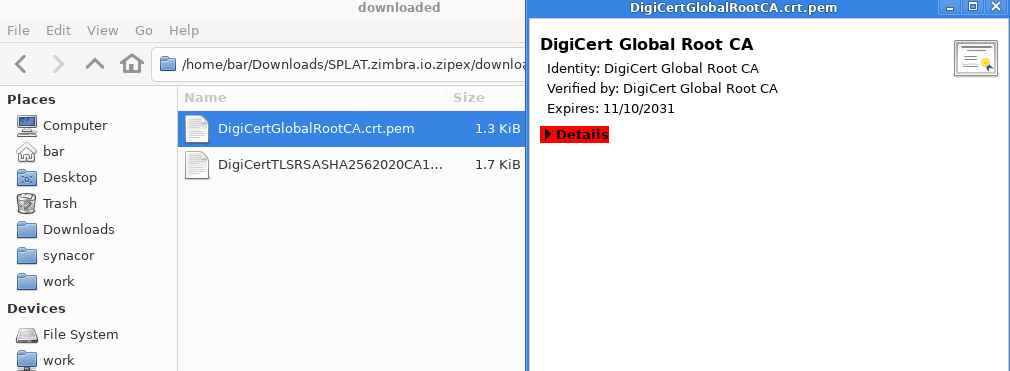 downloaded
File Edit View Go Help
/home/bar/Downloads/SPLAT.zimbra.io.zipex/downloa
Places
Computer
bar
Desktop
Trash
Downloads
synacor
work
Devices
File System
work
Name Size
DigiCertGlobalRootCA.crt.pem 1.3 KiB
DigiCertTLSRSASHA2562020CA1... 1.7 KiB
DigiCertGlobalRootCA.crt.pem
DigiCert Global Root CA
Identity: DigiCert Global Root CA
Verified by: DigiCert Global Root CA
Expires: 11/10/2031
Details